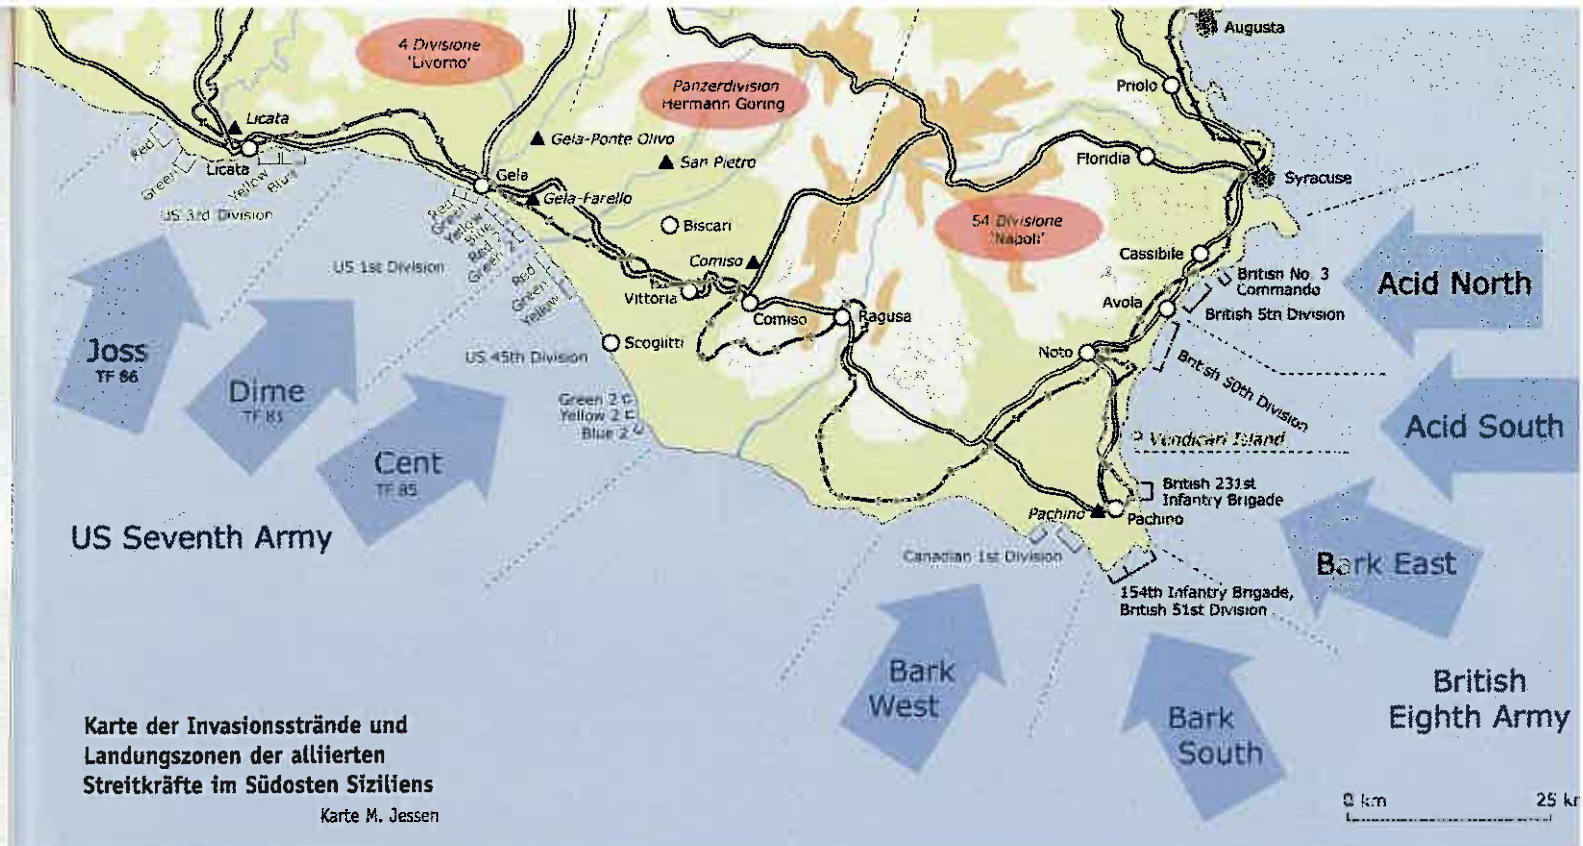 4 Divisione
'Livorno'
Panzerdivision
Hermann Goring
54 Divisione
'Napoli'
Augusta
Priolo
Floridia
Syracuse
Cassibile
Avola
Noto
Licata
Licata
Gela
Gela-Ponte Olivo
San Pietro
Gela-Farello
Biscari
Comiso
Vittoria
Comiso
Ragusa
Scoglitti
Pachino
Pachino
Vendicari Island
Red
Green
Yellow
Blue
US 3rd Division
Red
Green
Yellow
Blue
Red 2
Green 2
US 1st Division
Red
Green
Yellow
US 45th Division
Green 2
Yellow 2
Blue 2
British No. 3
Commando
British 5th Division
British 50th Division
British 231st
Infantry Brigade
Canadian 1st Division
154th Infantry Brigade,
British 51st Division
Joss
TF 86
Dime
TF 81
Cent
TF 85
US Seventh Army
Acid North
Acid South
Bark East
Bark
West
Bark
South
British
Eighth Army
Karte der Invasionsstrände und
Landungszonen der alliierten
Streitkräfte im Südosten Siziliens
Karte M. Jessen
0 km
25 km